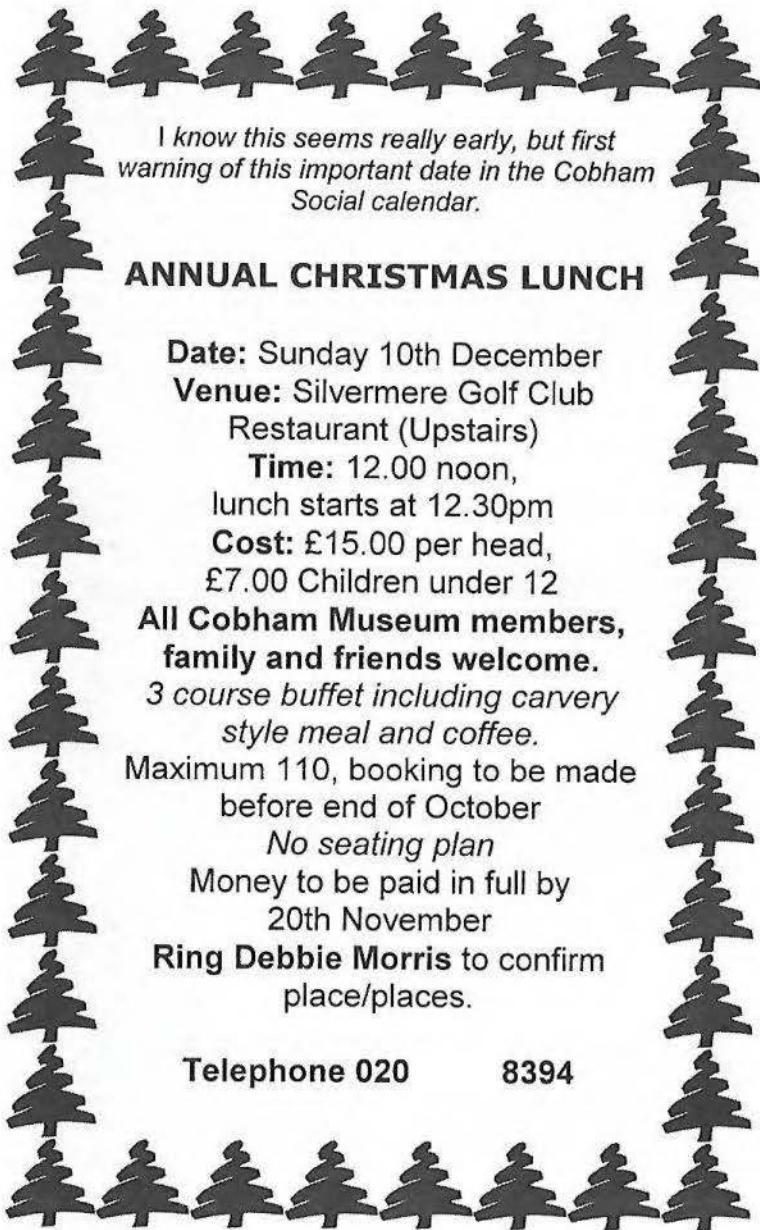 I know this seems really early, but first
warning of this important date in the Cobham
Social calendar.
ANNUAL CHRISTMAS LUNCH
Date: Sunday 10th December
Venue: Silvermere Golf Club
Restaurant (Upstairs)
Time: 12.00 noon,
lunch starts at 12.30pm
Cost: £15.00 per head,
£7.00 Children under 12
All Cobham Museum members,
family and friends welcome.
3 course buffet including carvery
style meal and coffee.
Maximum 110, booking to be made
before end of October
No seating plan
Money to be paid in full by
20th November
Ring Debbie Morris to confirm
place/places.
Telephone 020 8394